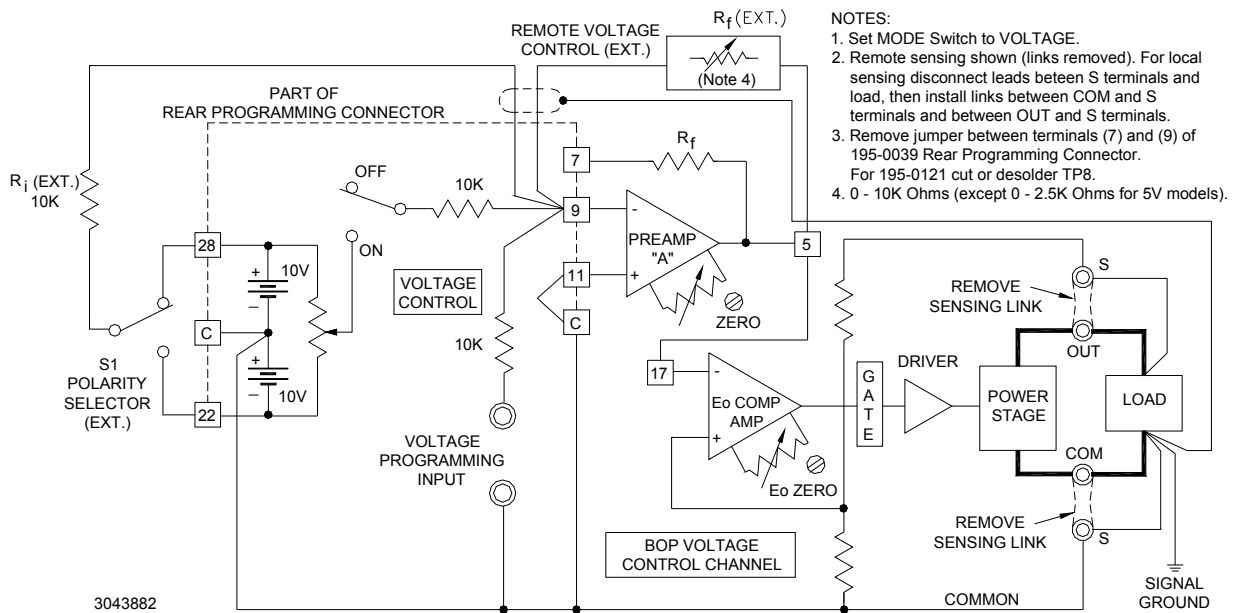 R_f (EXT.)
REMOTE VOLTAGE
CONTROL (EXT.)
(Note 4)
NOTES:
1. Set MODE Switch to VOLTAGE.
2. Remote sensing shown (links removed). For local
sensing disconnect leads beteen S terminals and
load, then install links between COM and S
terminals and between OUT and S terminals.
3. Remove jumper between terminals (7) and (9) of
195-0039 Rear Programming Connector.
For 195-0121 cut or desolder TP8.
4. 0 - 10K Ohms (except 0 - 2.5K Ohms for 5V models).
PART OF
REAR PROGRAMMING CONNECTOR
R_i (EXT.)
10K
OFF
ON
10K
7
R_f
9
-
PREAMP
"A"
+
11
C
5
ZERO
28
+
10V
–
C
+
10V
–
22
S1
POLARITY
SELECTOR
(EXT.)
VOLTAGE
CONTROL
10K
VOLTAGE
PROGRAMMING
INPUT
17
-
Eo COMP
AMP
+
Eo ZERO
GATE
DRIVER
POWER
STAGE
S
REMOVE
SENSING LINK
OUT
LOAD
COM
REMOVE
SENSING LINK
S
BOP VOLTAGE
CONTROL CHANNEL
COMMON
SIGNAL
GROUND
3043882